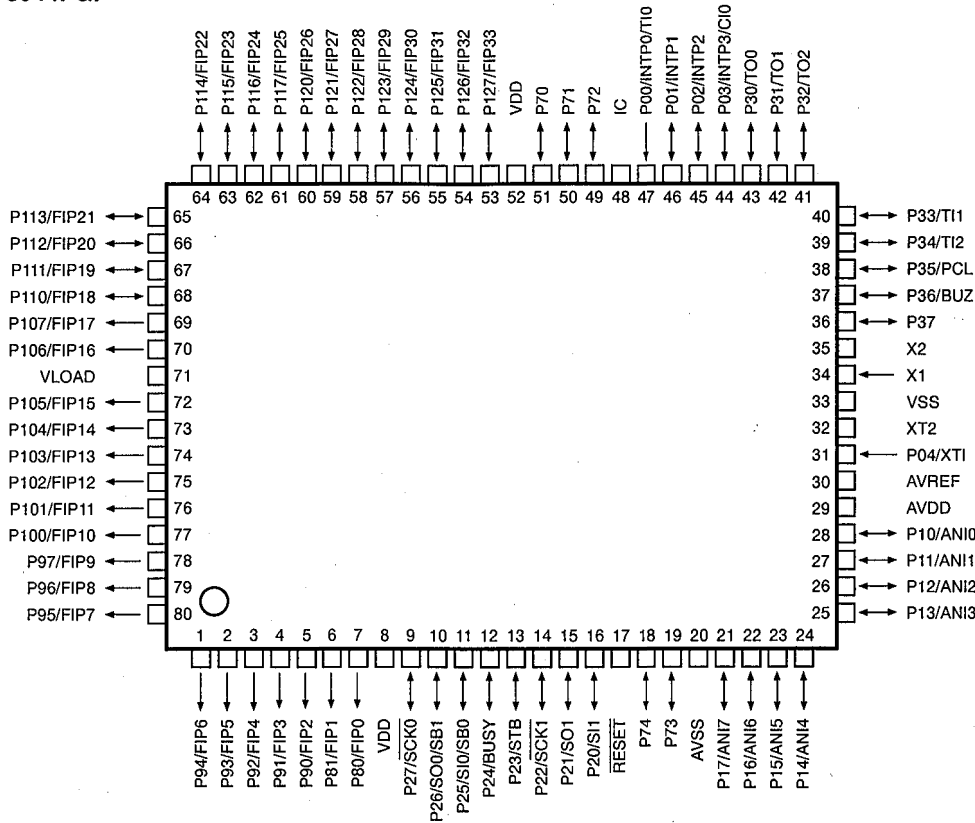 P114/FIP22
P115/FIP23
P116/FIP24
P117/FIP25
P120/FIP26
P121/FIP27
P122/FIP28
P123/FIP29
P124/FIP30
P125/FIP31
P126/FIP32
P127/FIP33
VDD
P70
P71
P72
IC
P00/INTP0/TI0
P01/INTP1
P02/INTP2
P03/INTP3/CI0
P30/TO0
P31/TO1
P32/TO2
64 63 62 61 60 59 58 57 56 55 54 53 52 51 50 49 48 47 46 45 44 43 42 41
P113/FIP21 65
P112/FIP20 66
P111/FIP19 67
P110/FIP18 68
P107/FIP17 69
P106/FIP16 70
VLOAD 71
P105/FIP15 72
P104/FIP14 73
P103/FIP13 74
P102/FIP12 75
P101/FIP11 76
P100/FIP10 77
P97/FIP9 78
P96/FIP8 79
P95/FIP7 80
40 P33/TI1
39 P34/TI2
38 P35/PCL
37 P36/BUZ
36 P37
35 X2
34 X1
33 VSS
32 XT2
31 P04/XTI
30 AVREF
29 AVDD
28 P10/ANI0
27 P11/ANI1
26 P12/ANI2
25 P13/ANI3
1 2 3 4 5 6 7 8 9 10 11 12 13 14 15 16 17 18 19 20 21 22 23 24
P94/FIP6
P93/FIP5
P92/FIP4
P91/FIP3
P90/FIP2
P81/FIP1
P80/FIP0
VDD
P27/SCK0
P26/SO0/SB1
P25/SI0/SB0
P24/BUSY
P23/STB
P22/SCK1
P21/SO1
P20/SI1
RESET
P74
P73
AVSS
P17/ANI7
P16/ANI6
P15/ANI5
P14/ANI4